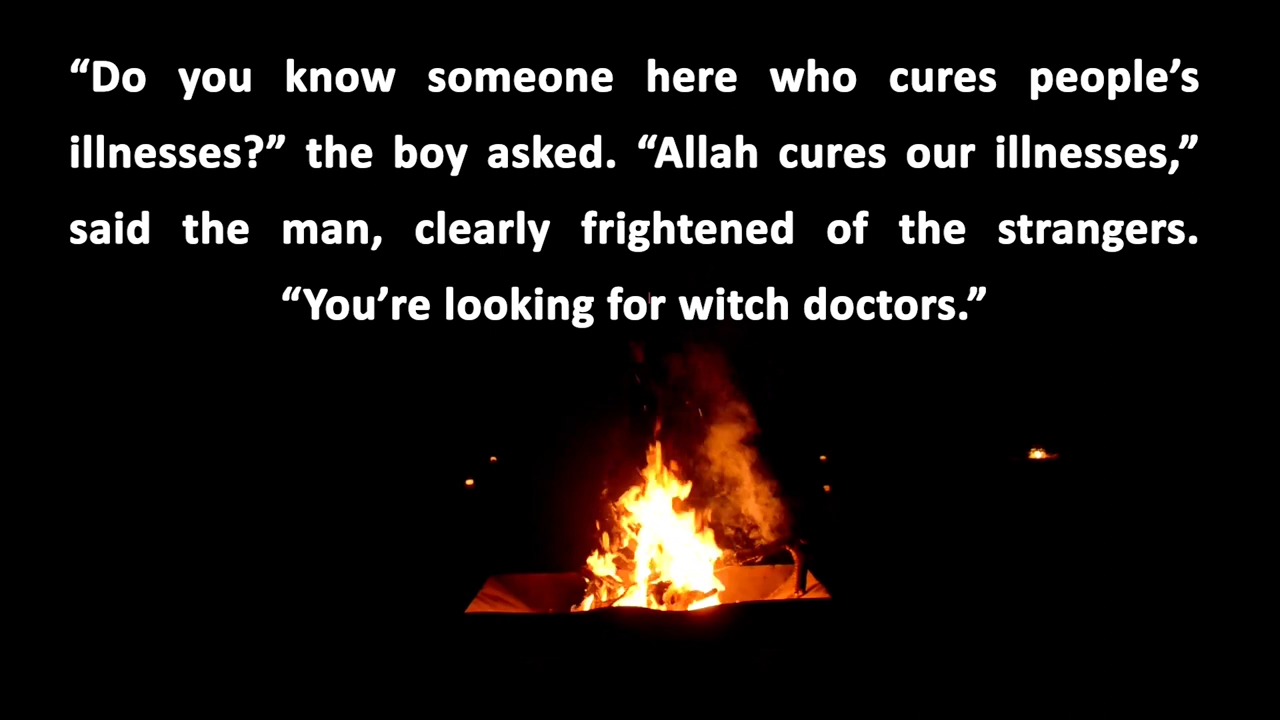 “Do you know someone here who cures people’s
illnesses?” the boy asked. “Allah cures our illnesses,”
said the man, clearly frightened of the strangers.
“You’re looking for witch doctors.”